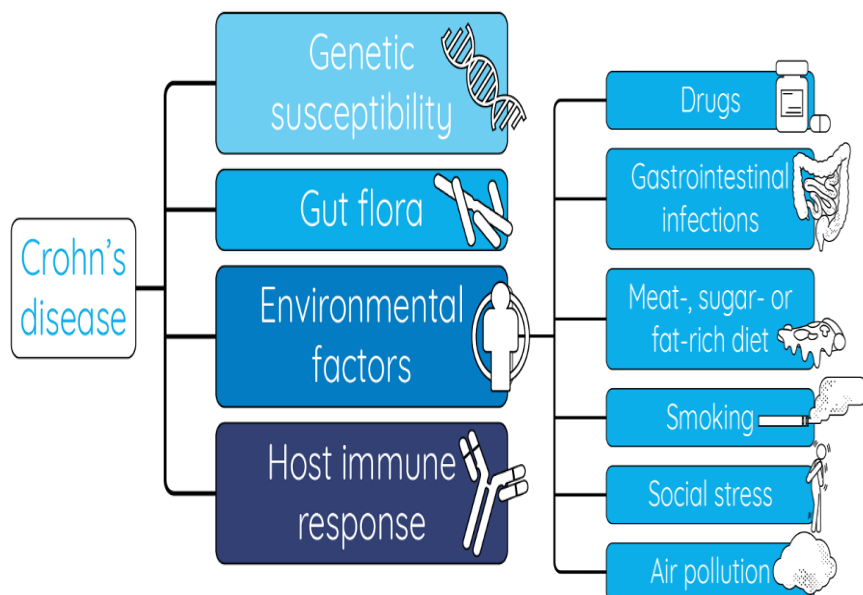 Crohn's
disease
Genetic
susceptibility
Gut flora
Environmental
factors
Host immune
response
Drugs
Gastrointestinal
infections
Meat-, sugar- or
fat-rich diet
Smoking
Social stress
Air pollution